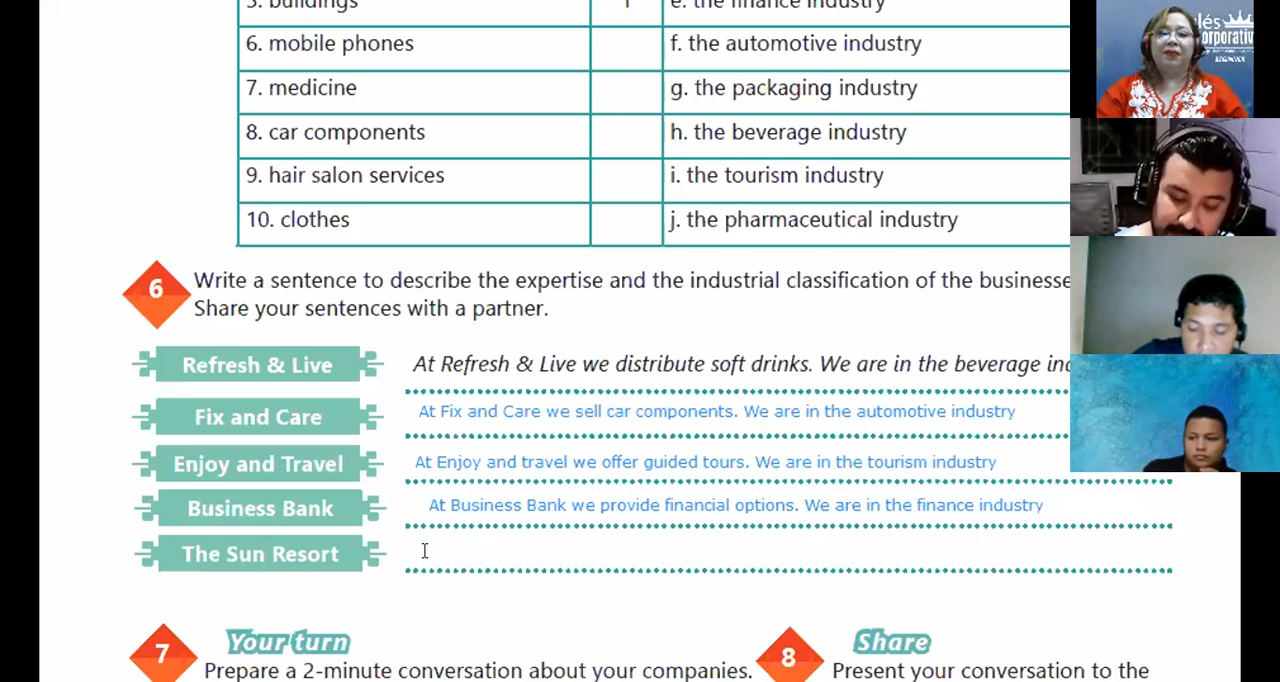 5. buildings e. the finance industry
6. mobile phones f. the automotive industry
7. medicine g. the packaging industry
8. car components h. the beverage industry
9. hair salon services i. the tourism industry
10. clothes j. the pharmaceutical industry
6 Write a sentence to describe the expertise and the industrial classification of the businesse
Share your sentences with a partner.
Refresh & Live At Refresh & Live we distribute soft drinks. We are in the beverage in
Fix and Care At Fix and Care we sell car components. We are in the automotive industry
Enjoy and Travel At Enjoy and travel we offer guided tours. We are in the tourism industry
Business Bank At Business Bank we provide financial options. We are in the finance industry
The Sun Resort
7 Your turn
Prepare a 2-minute conversation about your companies.
8 Share
Present your conversation to the
lés
rporativ